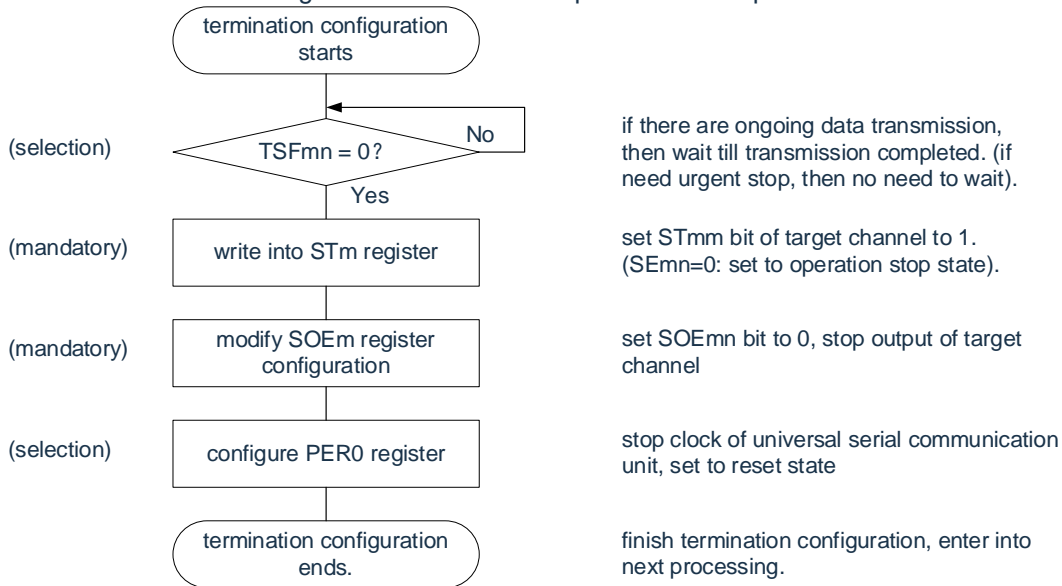 termination configuration
starts
(selection)
TSFmn = 0?
No
Yes
if there are ongoing data transmission,
then wait till transmission completed. (if
need urgent stop, then no need to wait).
(mandatory)
write into STm register
set STmm bit of target channel to 1.
(SEmn=0: set to operation stop state).
(mandatory)
modify SOEm register
configuration
set SOEmn bit to 0, stop output of target
channel
(selection)
configure PER0 register
stop clock of universal serial communication
unit, set to reset state
termination configuration
ends.
finish termination configuration, enter into
next processing.